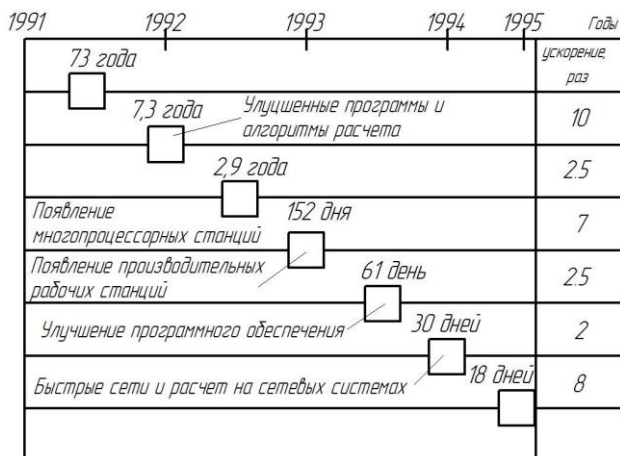 1991 1992 1993 1994 1995 Годы
ускорение,
раз
73 года
7,3 года
Улуцшенные программы и
алгоритмы расчета
10
2,9 года
2.5
Появление
многопроцессорных станций
152 дня
7
Появление производительных
рабочих станций
61 день
2.5
Улучшение программного обеспечения
30 дней
2
Быстрые сети и расчет на сетевых системах
18 дней
8